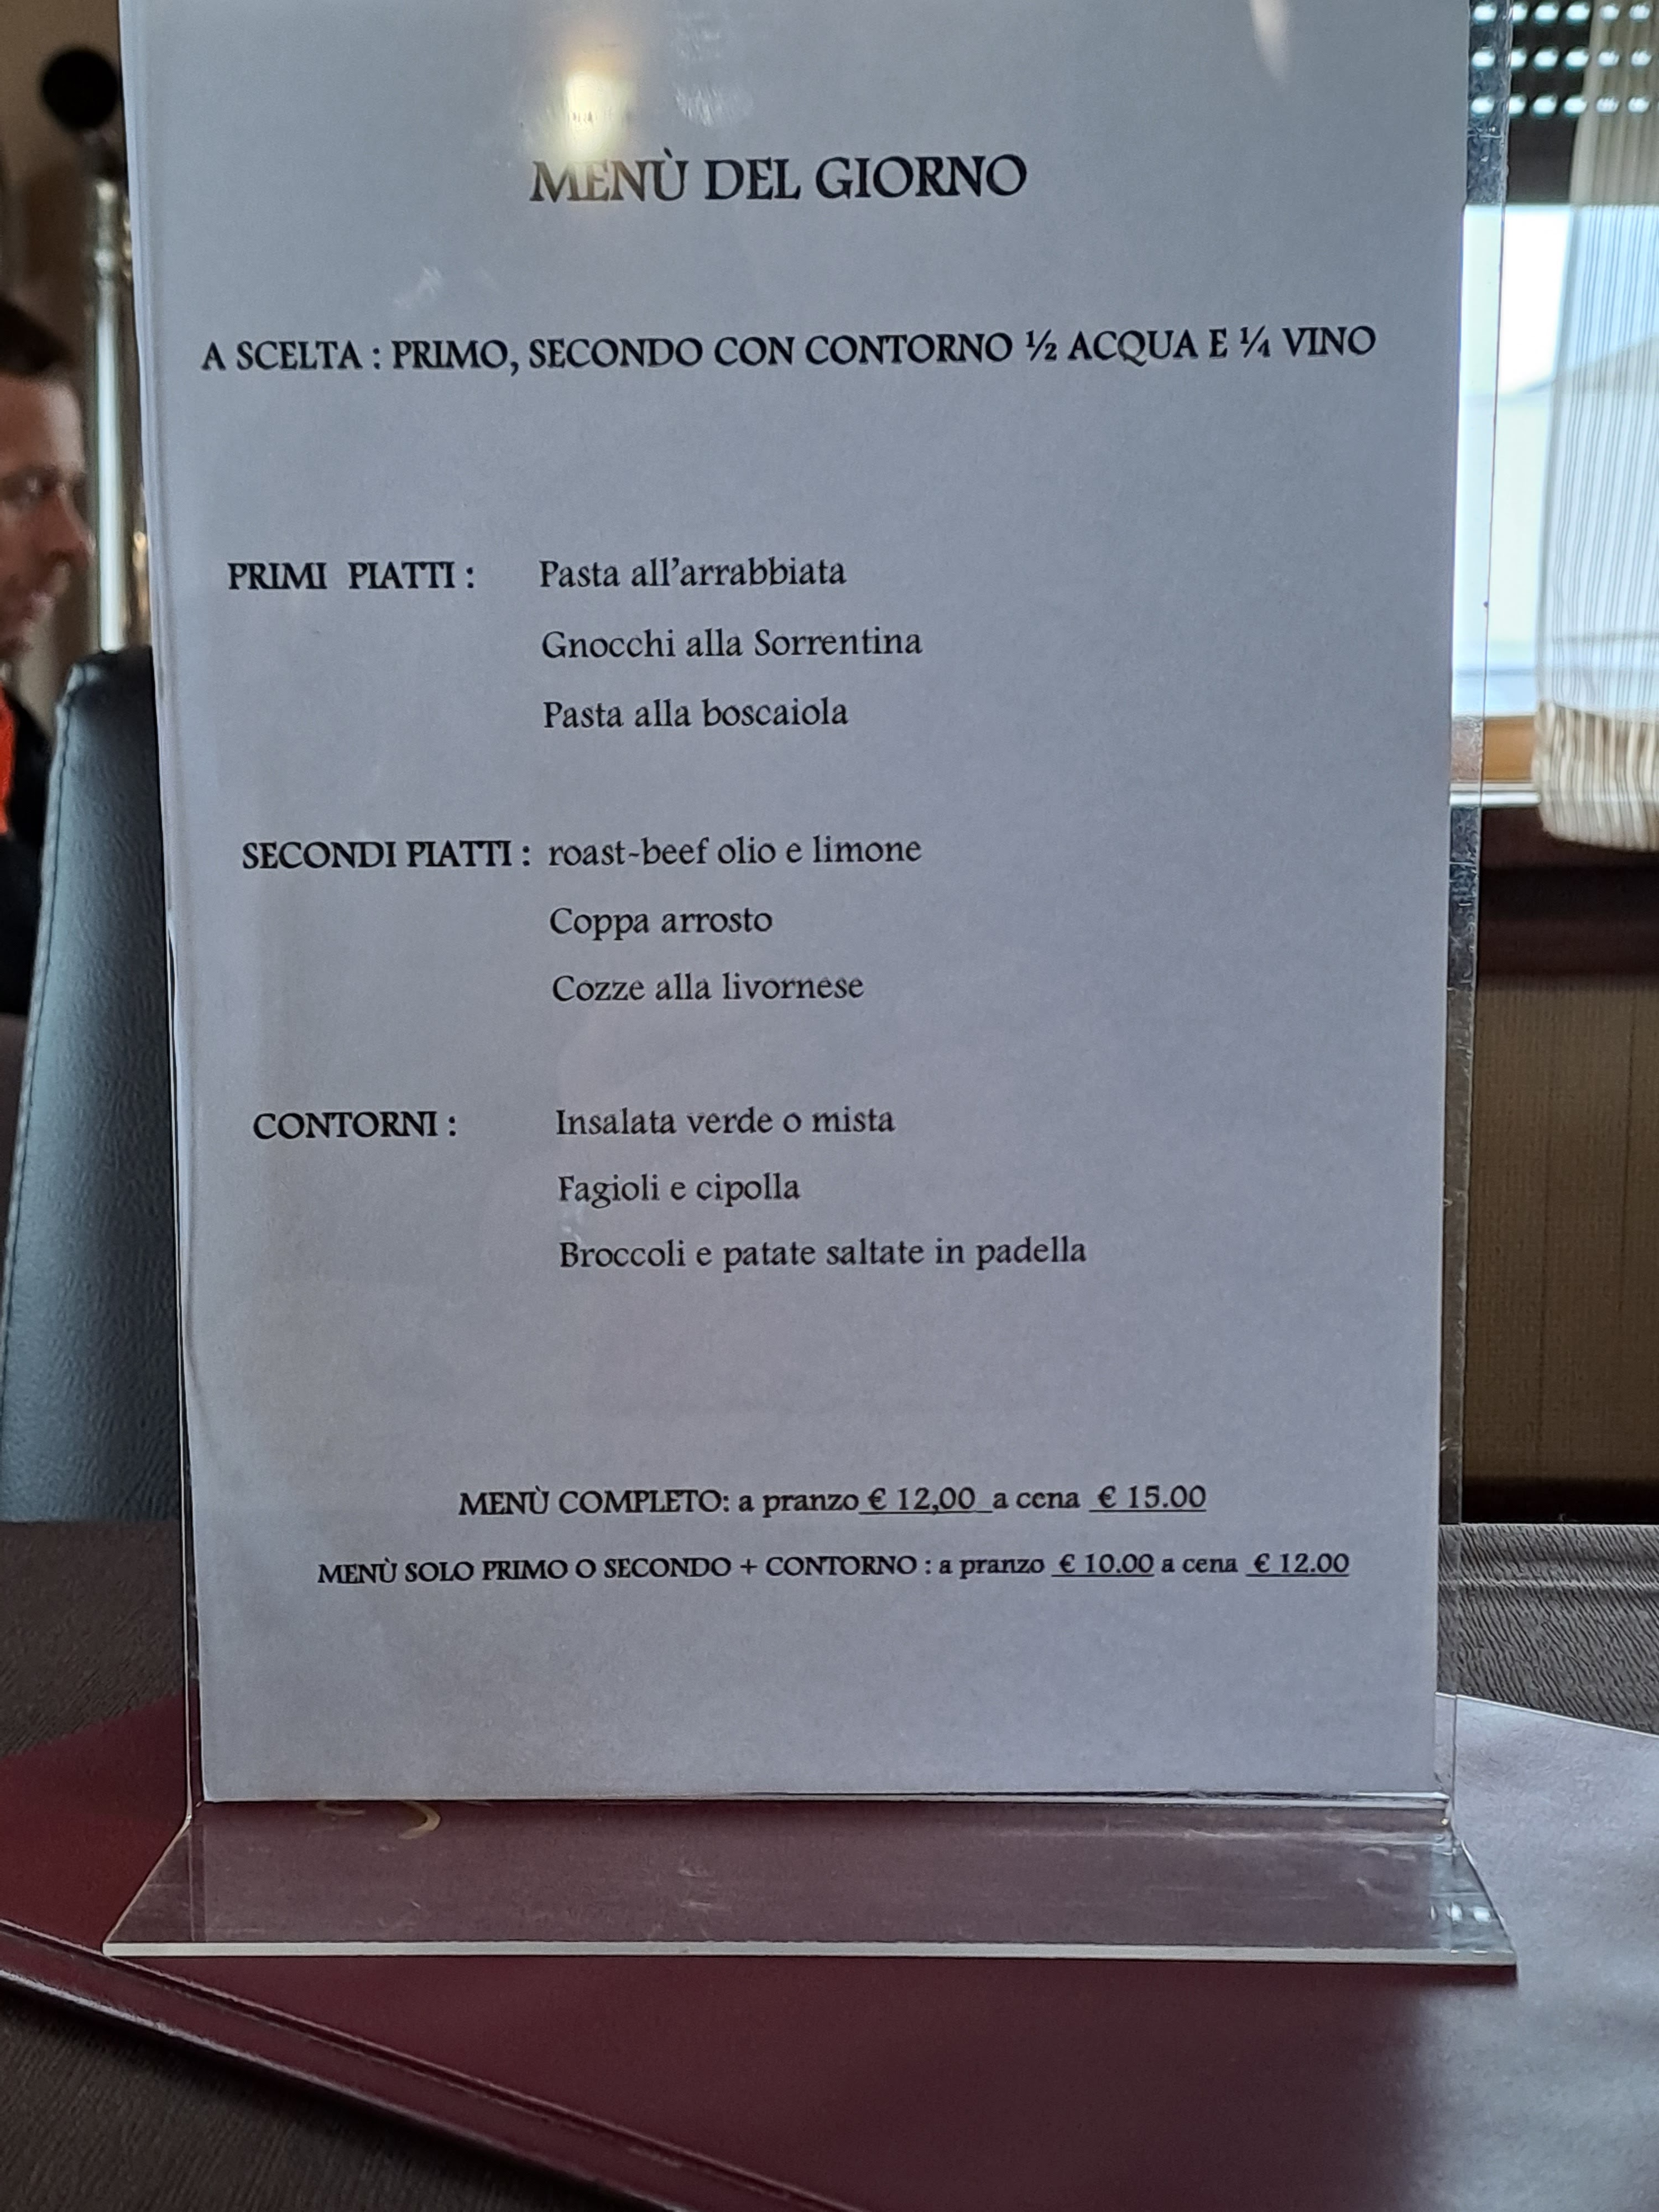 MENÙ DEL GIORNO
A SCELTA : PRIMO, SECONDO CON CONTORNO ½ ACQUA E ¼ VINO
PRIMI PIATTI : Pasta all'arrabbiata
Gnocchi alla Sorrentina
Pasta alla boscaiola
SECONDI PIATTI : roast-beef olio e limone
Coppa arrosto
Cozze alla livornese
CONTORNI : Insalata verde o mista
Fagioli e cipolla
Broccoli e patate saltate in padella
MENÙ COMPLETO: a pranzo € 12,00 a cena € 15.00
MENÙ SOLO PRIMO O SECONDO + CONTORNO : a pranzo € 10.00 a cena € 12.00